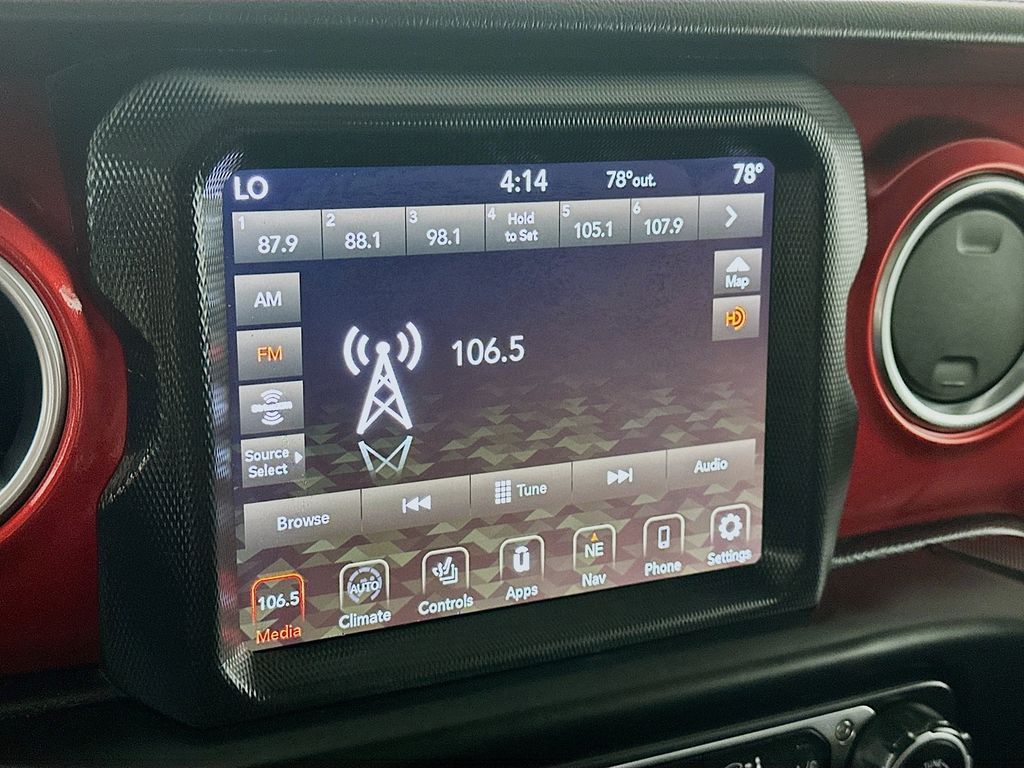 LO 4:14 78°out. 78°
1 87.9
2 88.1
3 98.1
4 Hold
to Set
5 105.1
6 107.9
AM
Map
FM
HD
106.5
Source
Select
Browse
Tune
Audio
106.5
Media
AUTO
Climate
Controls
u
Apps
NE
Nav
Phone
Settings